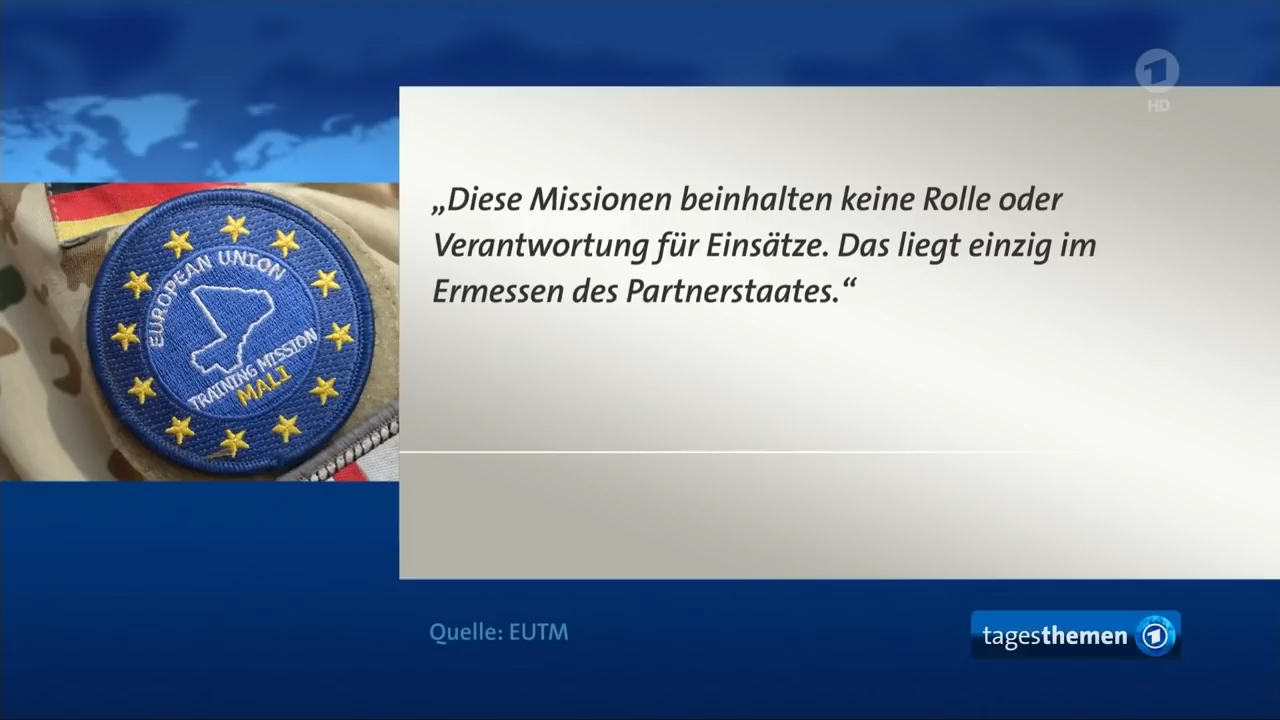 HD
„Diese Missionen beinhalten keine Rolle oder
Verantwortung für Einsätze. Das liegt einzig im
Ermessen des Partnerstaates.“
EUROPEAN UNION
TRAINING MISSION
MALI
Quelle: EUTM
tagesthemen 1